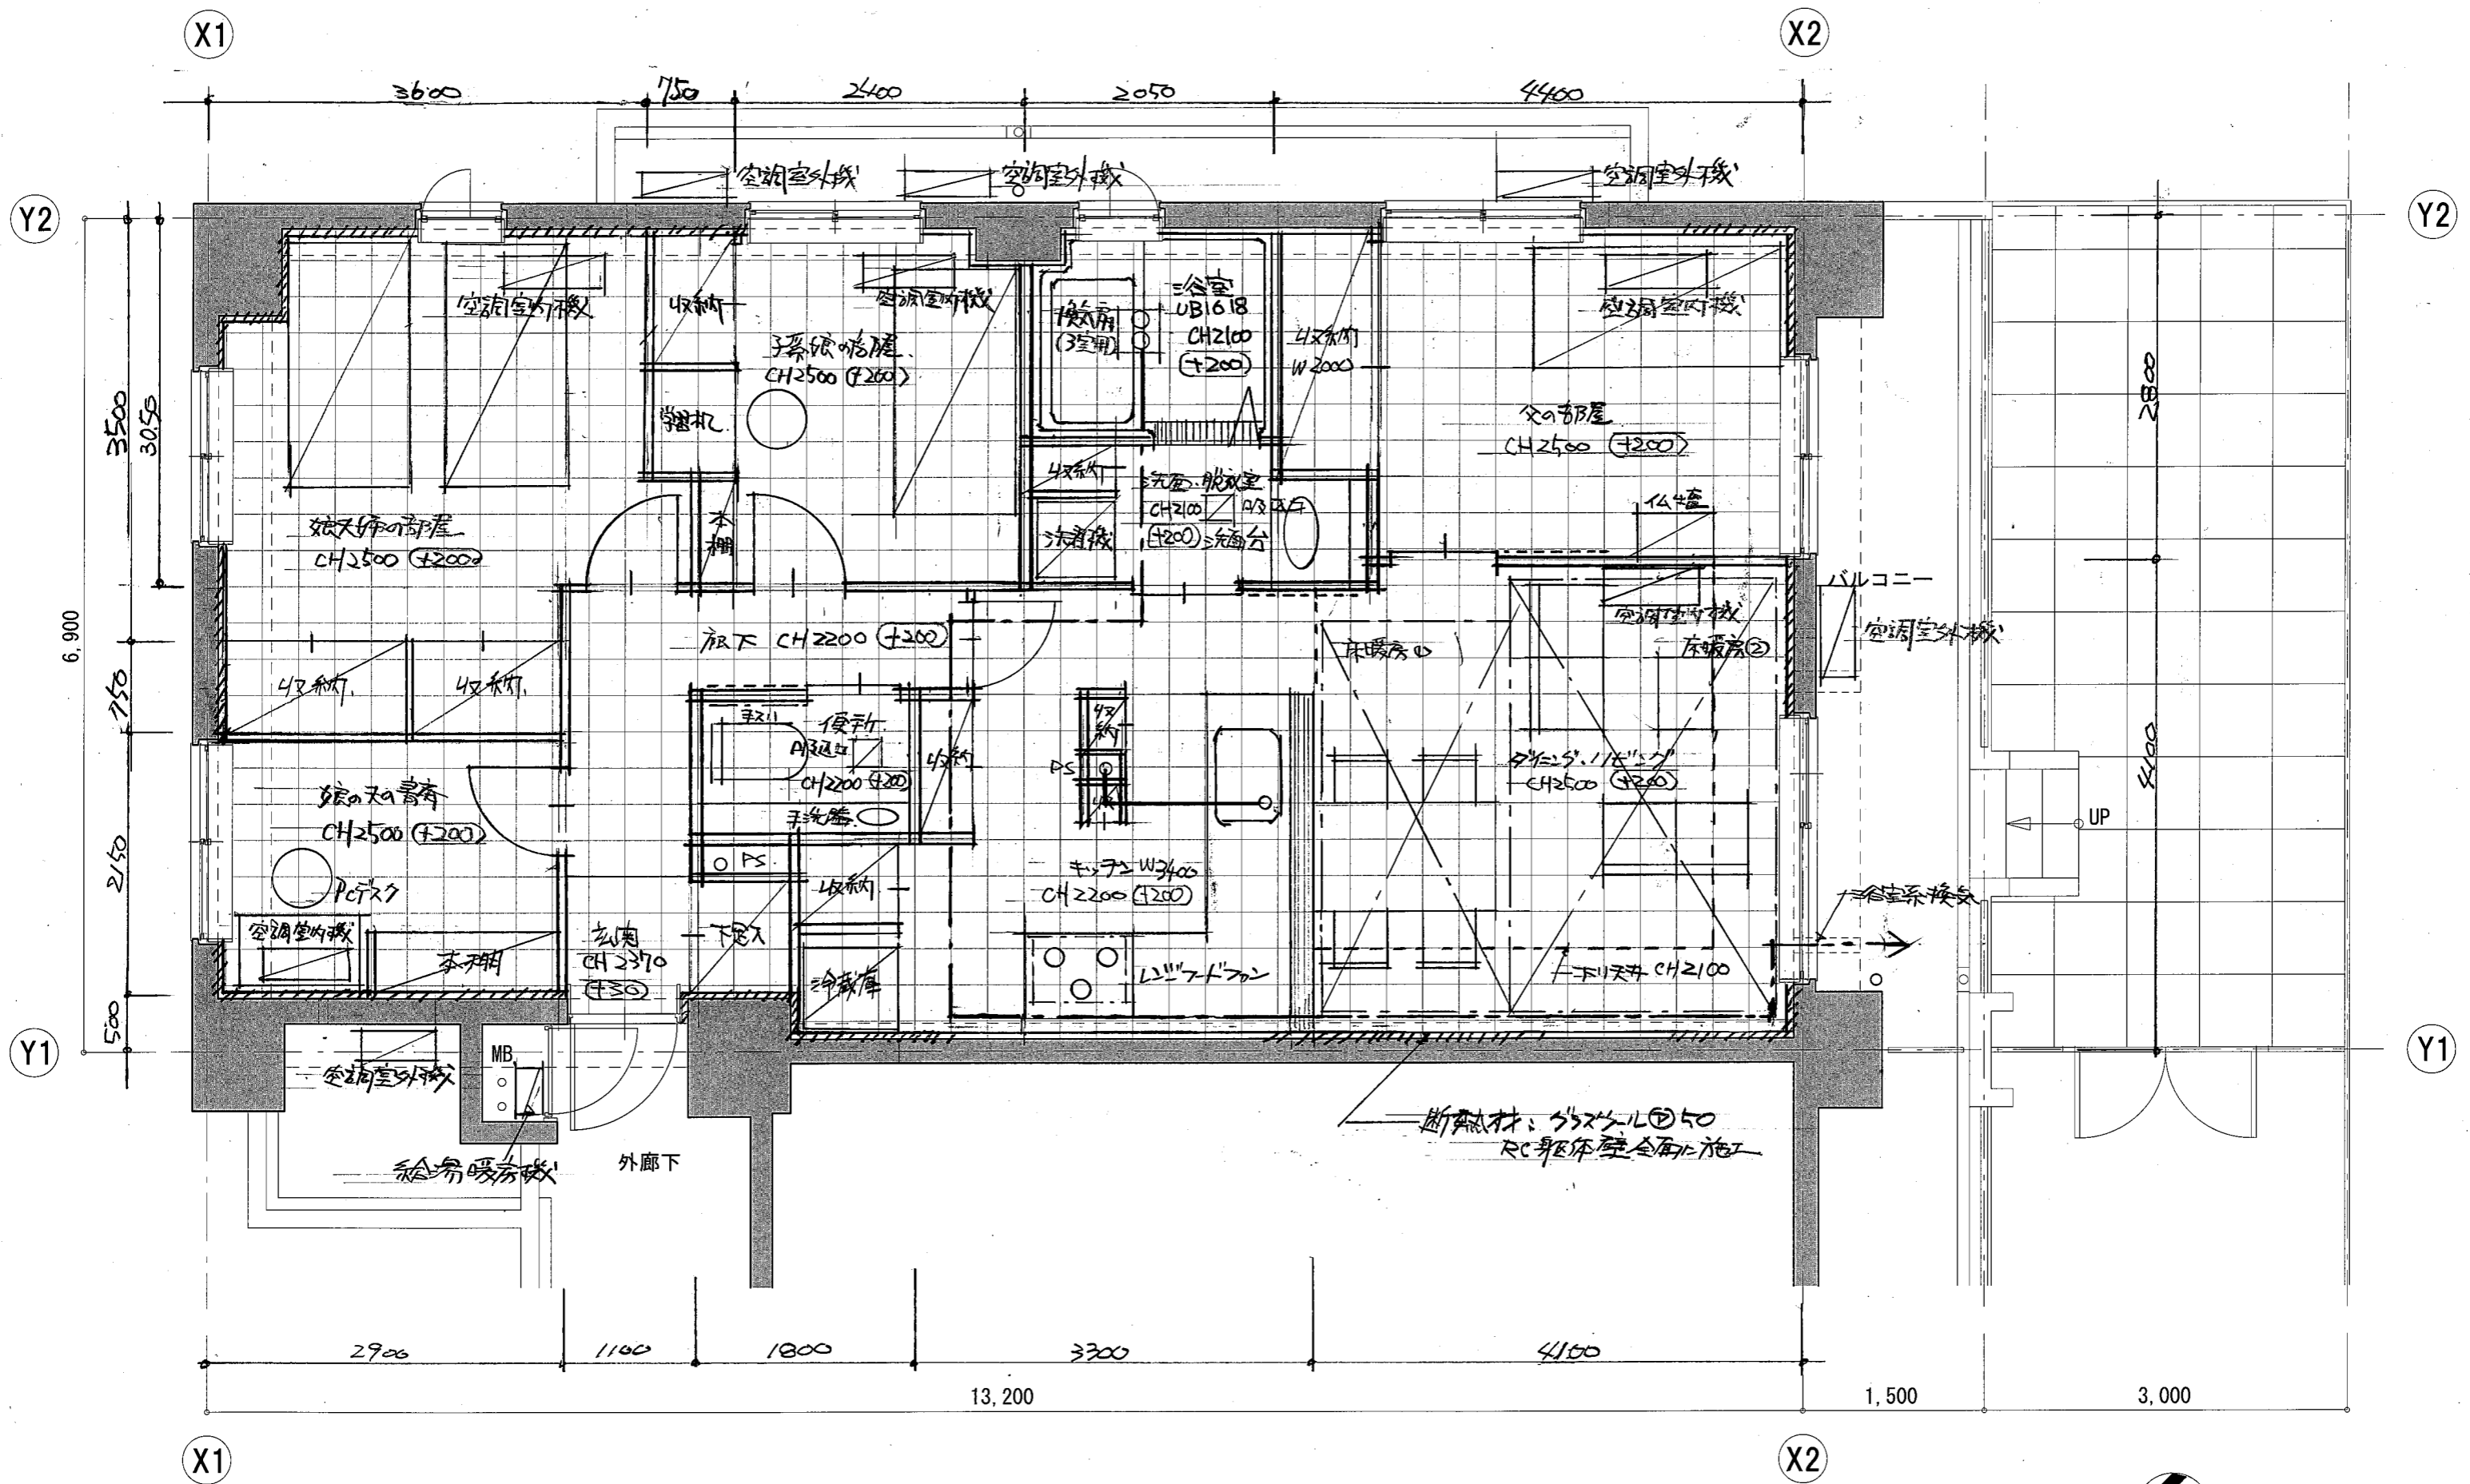 X1
X2
3600
750
2400
2050
4400
空調室外機
空調室外機
空調室外機
Y2
Y2
空調室内機
収納
空調室内機
換気扇
(3室用)
浴室
UB1618
CH2100
(+200)
収納
W2000
空調室内機
孫娘の部屋
CH2500 (+200)
学習机
父の部屋
CH2500 (+200)
2800
3500
3050
収納
洗面・脱衣室
CH2100
(+200)
洗面台
洗濯機
仏壇
本棚
娘夫婦の部屋
CH2500 (+200)
バルコニー
空調室外機
空調室内機
6,900
廊下 CH2200 (+200)
床暖房①
床暖房②
収納
収納
750
手スリ
便所
CH2200 (+200)
手洗器
収納
収納
PS
収
ダイニング・リビング
CH2500 (+200)
4100
UP
娘の夫の書斎
CH2500 (+200)
PCデスク
2150
PS
収納
キッチン W3400
CH2200 (+200)
浴室系換気
空調室内機
本棚
玄関
CH2370
(+30)
下足入
冷蔵庫
レンジフードファン
下り天井 CH2100
500
Y1
Y1
MB
空調室外機
給湯暖房機
外廊下
断熱材:グラスウール Ⓟ50
RC躯体壁全面に施工
2900
1100
1800
3300
4100
13,200
1,500
3,000
X1
X2